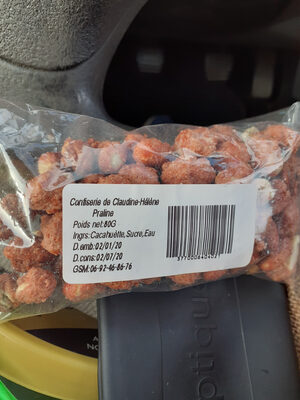 Confiserie de Claudine-Hélène
Praline
Poids net:80G
Ingrs:Cacahuètte,Sucre,Eau
D.emb:02/01/20
D.cons:02/07/20
GSM:06-92-46-86-76